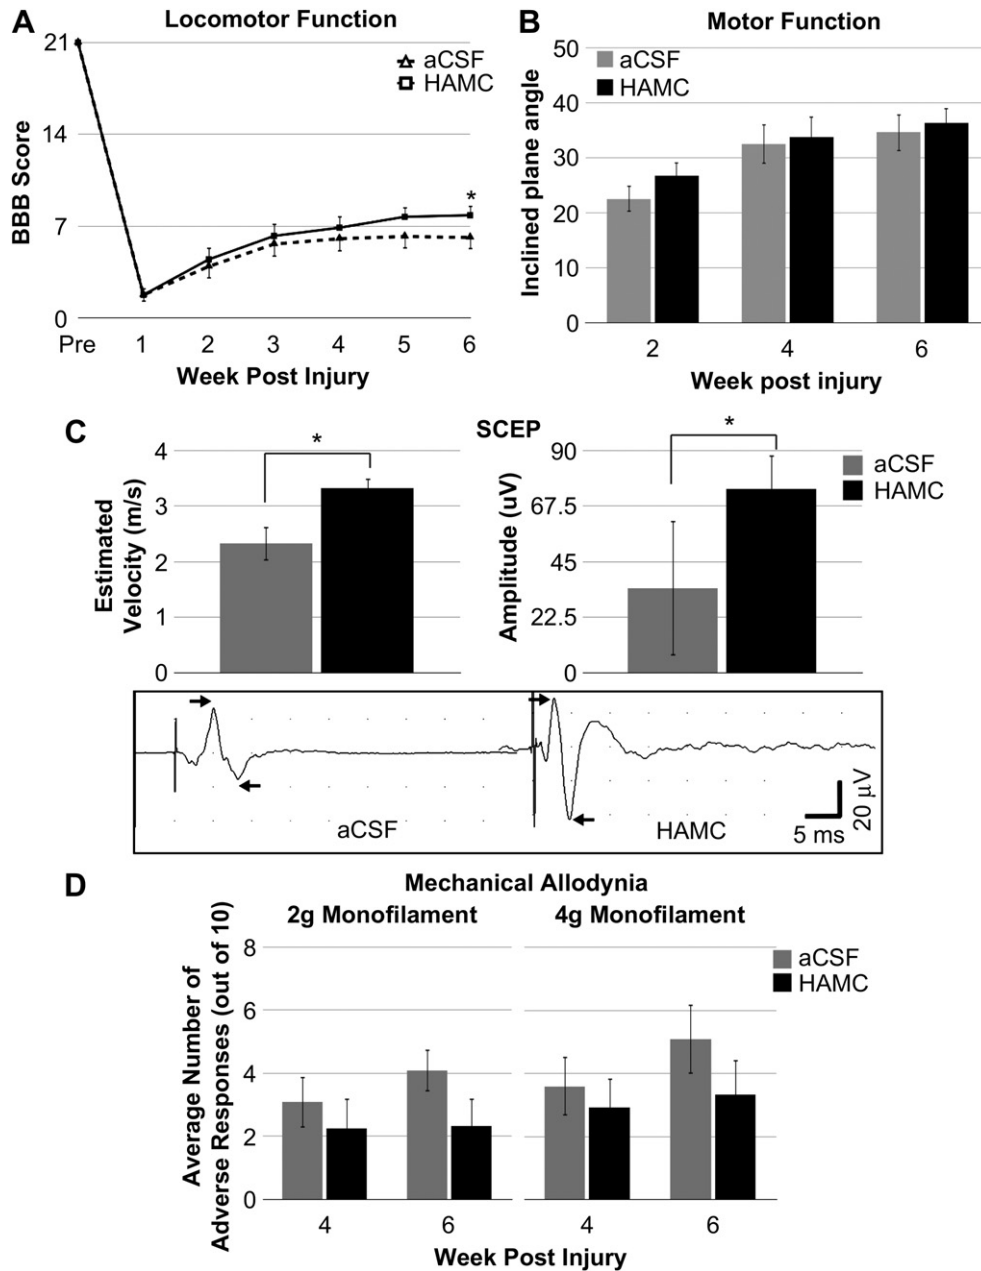 A
Locomotor Function
21
14
7
0
BBB Score
aCSF
HAMC
*
Pre 1 2 3 4 5 6
Week Post Injury
B
Motor Function
50
40
30
20
10
0
Inclined plane angle
aCSF
HAMC
2 4 6
Week post injury
C
SCEP
4
3
2
1
0
Estimated
Velocity (m/s)
*
90
67.5
45
22.5
0
Amplitude (uV)
*
aCSF
HAMC
aCSF
HAMC
5 ms
20 µV
D
Mechanical Allodynia
2g Monofilament
4g Monofilament
8
6
4
2
0
Average Number of
Adverse Responses (out of 10)
aCSF
HAMC
4 6 4 6
Week Post Injury